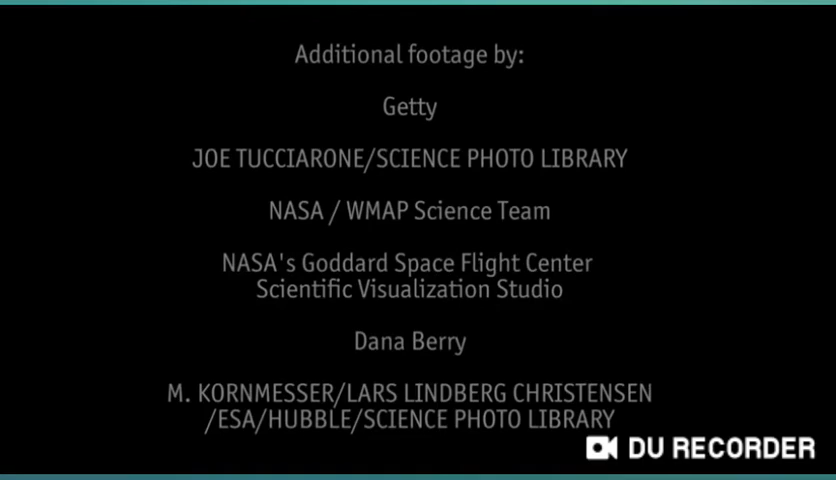 Additional footage by:
Getty
JOE TUCCIARONE/SCIENCE PHOTO LIBRARY
NASA / WMAP Science Team
NASA's Goddard Space Flight Center
Scientific Visualization Studio
Dana Berry
M. KORNMESSER/LARS LINDBERG CHRISTENSEN
/ESA/HUBBLE/SCIENCE PHOTO LIBRARY
DU RECORDER